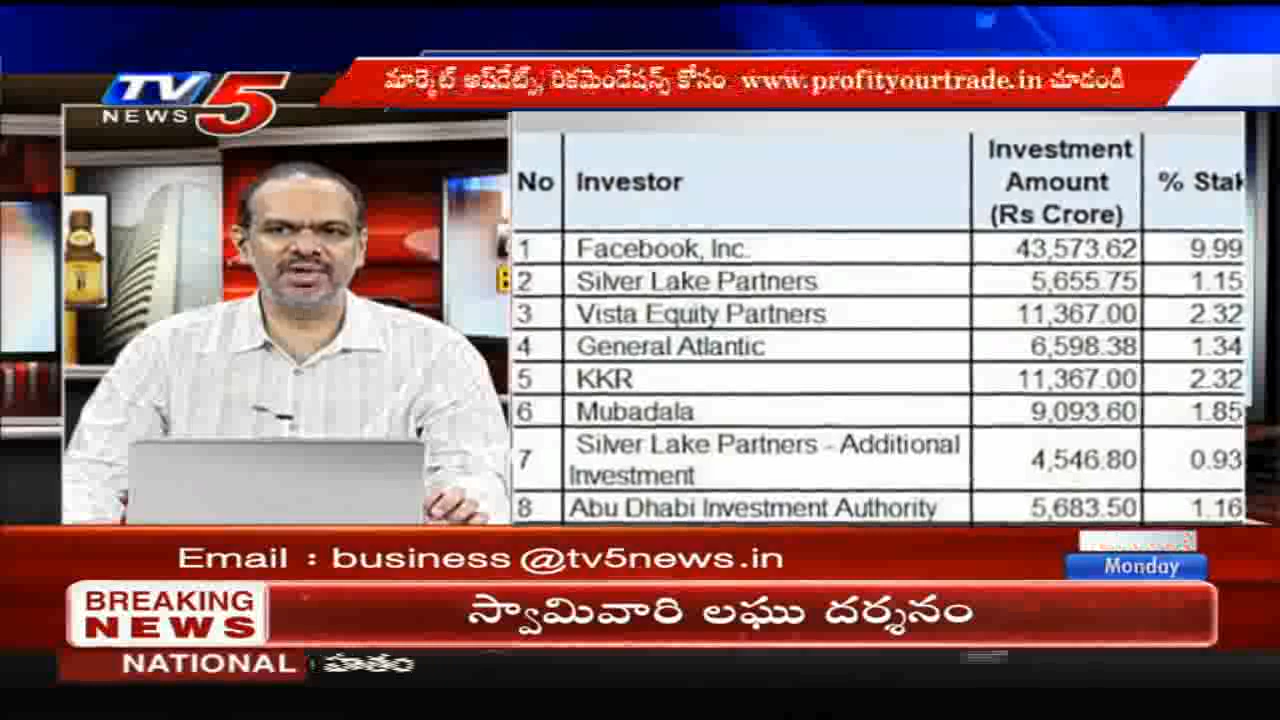 మార్కెట్ అప్‌డేట్స్, రికమెండేషన్స్ కోసం www.profityourtrade.in చూడండి
TV5
NEWS
No Investor Investment Amount (Rs Crore) % Stak
1 Facebook, Inc. 43,573.62 9.99
2 Silver Lake Partners 5,655.75 1.15
3 Vista Equity Partners 11,367.00 2.32
4 General Atlantic 6,598.38 1.34
5 KKR 11,367.00 2.32
6 Mubadala 9,093.60 1.85
7 Silver Lake Partners - Additional Investment 4,546.80 0.93
8 Abu Dhabi Investment Authority 5,683.50 1.16
Email : business@tv5news.in
Monday
BREAKING NEWS
స్వామివారి లఘు దర్శనం
NATIONAL